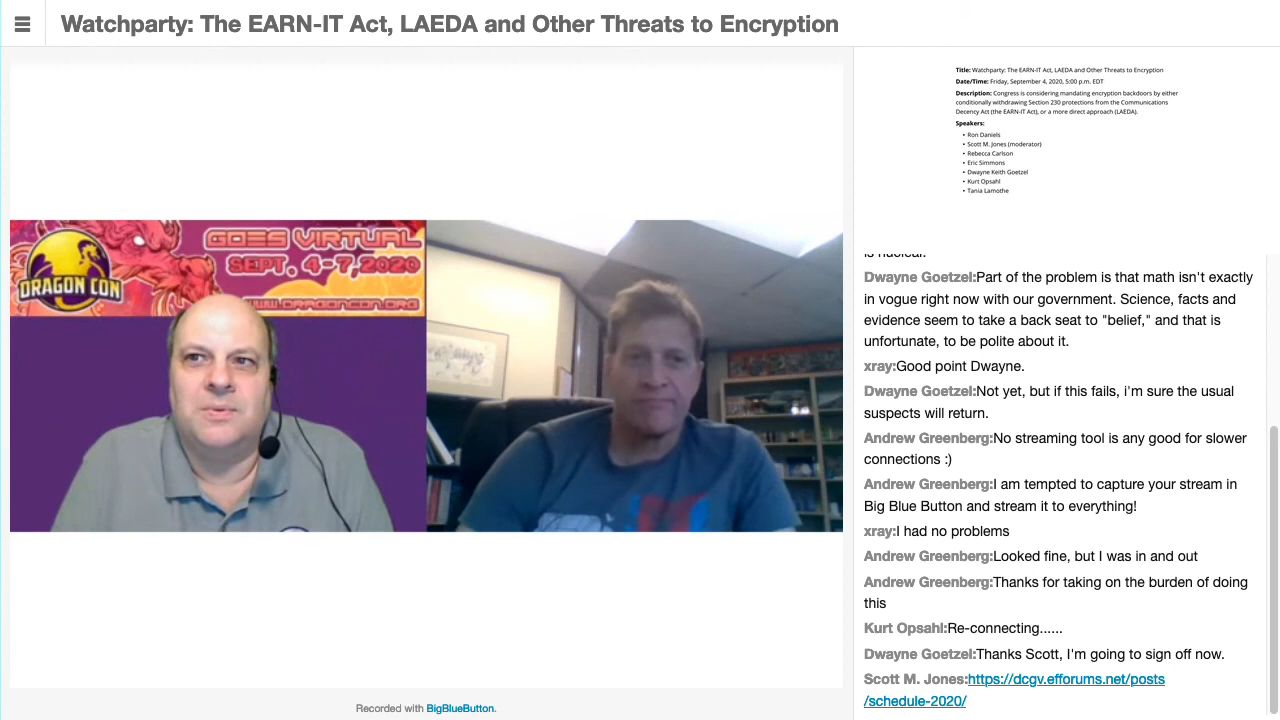 Watchparty: The EARN-IT Act, LAEDA and Other Threats to Encryption
GOES VIRTUAL
SEPT. 4-7, 2020
DRAGON CON
WWW.DRAGONCON.ORG
Recorded with BigBlueButton.
Title: Watchparty: The EARN-IT Act, LAEDA and Other Threats to Encryption
Date/Time: Friday, September 4, 2020, 5:00 p.m. EDT
Description: Congress is considering mandating encryption backdoors by either
conditionally withdrawing Section 230 protections from the Communications
Decency Act (the EARN-IT Act), or a more direct approach (LAEDA).
Speakers:
• Ron Daniels
• Scott M. Jones (moderator)
• Rebecca Carlson
• Eric Simmons
• Dwayne Keith Goetzel
• Kurt Opsahl
• Tania Lamothe
is nuclear.
Dwayne Goetzel:Part of the problem is that math isn't exactly
in vogue right now with our government. Science, facts and
evidence seem to take a back seat to "belief," and that is
unfortunate, to be polite about it.
xray:Good point Dwayne.
Dwayne Goetzel:Not yet, but if this fails, i'm sure the usual
suspects will return.
Andrew Greenberg:No streaming tool is any good for slower
connections :)
Andrew Greenberg:I am tempted to capture your stream in
Big Blue Button and stream it to everything!
xray:I had no problems
Andrew Greenberg:Looked fine, but I was in and out
Andrew Greenberg:Thanks for taking on the burden of doing
this
Kurt Opsahl:Re-connecting......
Dwayne Goetzel:Thanks Scott, I'm going to sign off now.
Scott M. Jones:https://dcgv.efforums.net/posts
/schedule-2020/